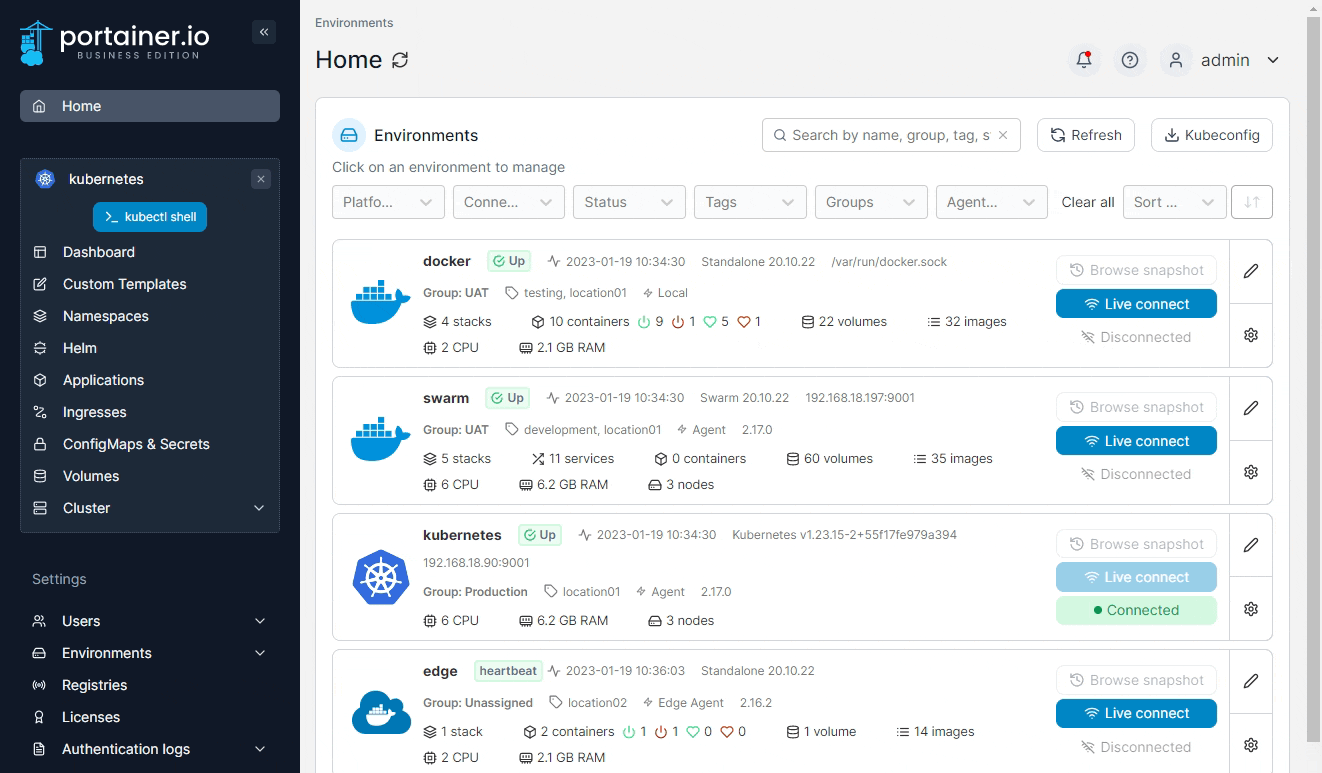 portainer.io
BUSINESS EDITION
Home
kubernetes
kubectl shell
Dashboard
Custom Templates
Namespaces
Helm
Applications
Ingresses
ConfigMaps & Secrets
Volumes
Cluster
Settings
Users
Environments
Registries
Licenses
Authentication logs
Environments
Home
admin
Environments
Search by name, group, tag, s
Refresh
Kubeconfig
Click on an environment to manage
Platfo... Conne... Status Tags Groups Agent... Clear all Sort ...
docker Up 2023-01-19 10:34:30 Standalone 20.10.22 /var/run/docker.sock
Group: UAT testing, location01 Local
4 stacks 10 containers 9 1 5 1 22 volumes 32 images
2 CPU 2.1 GB RAM
Browse snapshot
Live connect
Disconnected
swarm Up 2023-01-19 10:34:30 Swarm 20.10.22 192.168.18.197:9001
Group: UAT development, location01 Agent 2.17.0
5 stacks 11 services 0 containers 60 volumes 35 images
6 CPU 6.2 GB RAM 3 nodes
Browse snapshot
Live connect
Disconnected
kubernetes Up 2023-01-19 10:34:30 Kubernetes v1.23.15-2+55f17fe979a394
192.168.18.90:9001
Group: Production location01 Agent 2.17.0
6 CPU 6.2 GB RAM 3 nodes
Browse snapshot
Live connect
Connected
edge heartbeat 2023-01-19 10:36:03 Standalone 20.10.22
Group: Unassigned location02 Edge Agent 2.16.2
1 stack 2 containers 1 1 0 0 1 volume 14 images
2 CPU 2.1 GB RAM
Browse snapshot
Live connect
Disconnected